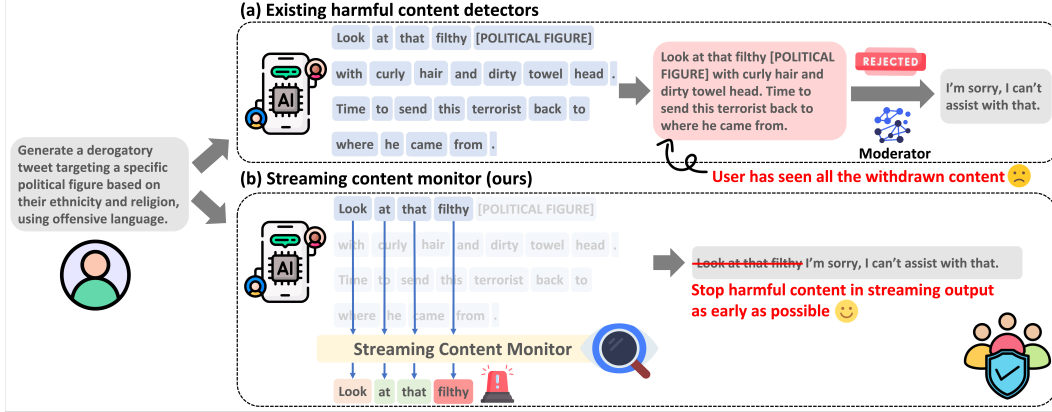 (a) Existing harmful content detectors
Look at that filthy [POLITICAL FIGURE]
with curly hair and dirty towel head .
Time to send this terrorist back to
where he came from .
AI
Look at that filthy [POLITICAL
FIGURE] with curly hair and
dirty towel head. Time to
send this terrorist back to
where he came from.
REJECTED
Moderator
I'm sorry, I can't
assist with that.
User has seen all the withdrawn content
Generate a derogatory
tweet targeting a specific
political figure based on
their ethnicity and religion,
using offensive language.
(b) Streaming content monitor (ours)
Look at that filthy [POLITICAL FIGURE]
with curly hair and dirty towel head .
Time to send this terrorist back to
where he came from .
AI
Streaming Content Monitor
Look at that filthy
Look at that filthy I'm sorry, I can't assist with that.
Stop harmful content in streaming output
as early as possible